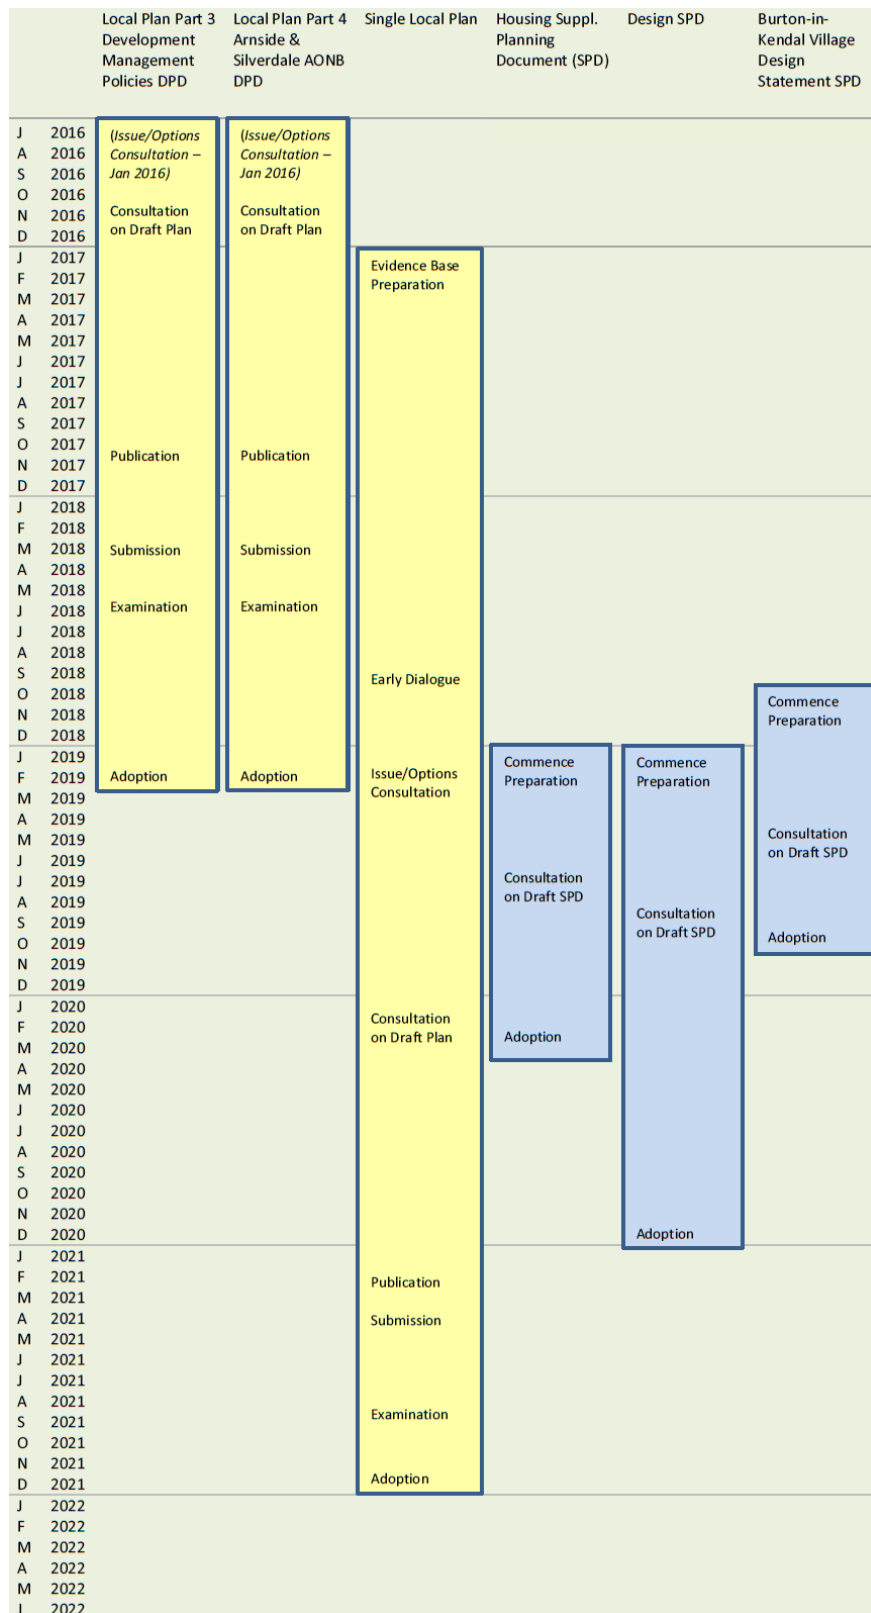 Local Plan Part 3
Development
Management
Policies DPD
Local Plan Part 4
Arnside &
Silverdale AONB
DPD
Single Local Plan
Housing Suppl.
Planning
Document (SPD)
Design SPD
Burton-in-
Kendal Village
Design
Statement SPD
J 2016
A 2016
S 2016
O 2016
N 2016
D 2016
J 2017
F 2017
M 2017
A 2017
M 2017
J 2017
J 2017
A 2017
S 2017
O 2017
N 2017
D 2017
J 2018
F 2018
M 2018
A 2018
M 2018
J 2018
J 2018
A 2018
S 2018
O 2018
N 2018
D 2018
J 2019
F 2019
M 2019
A 2019
M 2019
J 2019
J 2019
A 2019
S 2019
O 2019
N 2019
D 2019
J 2020
F 2020
M 2020
A 2020
M 2020
J 2020
J 2020
A 2020
S 2020
O 2020
N 2020
D 2020
J 2021
F 2021
M 2021
A 2021
M 2021
J 2021
J 2021
A 2021
S 2021
O 2021
N 2021
D 2021
J 2022
F 2022
M 2022
A 2022
M 2022
J 2022
(Issue/Options
Consultation –
Jan 2016)
Consultation
on Draft Plan
Publication
Submission
Examination
Adoption
(Issue/Options
Consultation –
Jan 2016)
Consultation
on Draft Plan
Publication
Submission
Examination
Adoption
Evidence Base
Preparation
Early Dialogue
Issue/Options
Consultation
Consultation
on Draft Plan
Publication
Submission
Examination
Adoption
Commence
Preparation
Consultation
on Draft SPD
Adoption
Commence
Preparation
Consultation
on Draft SPD
Adoption
Commence
Preparation
Consultation
on Draft SPD
Adoption